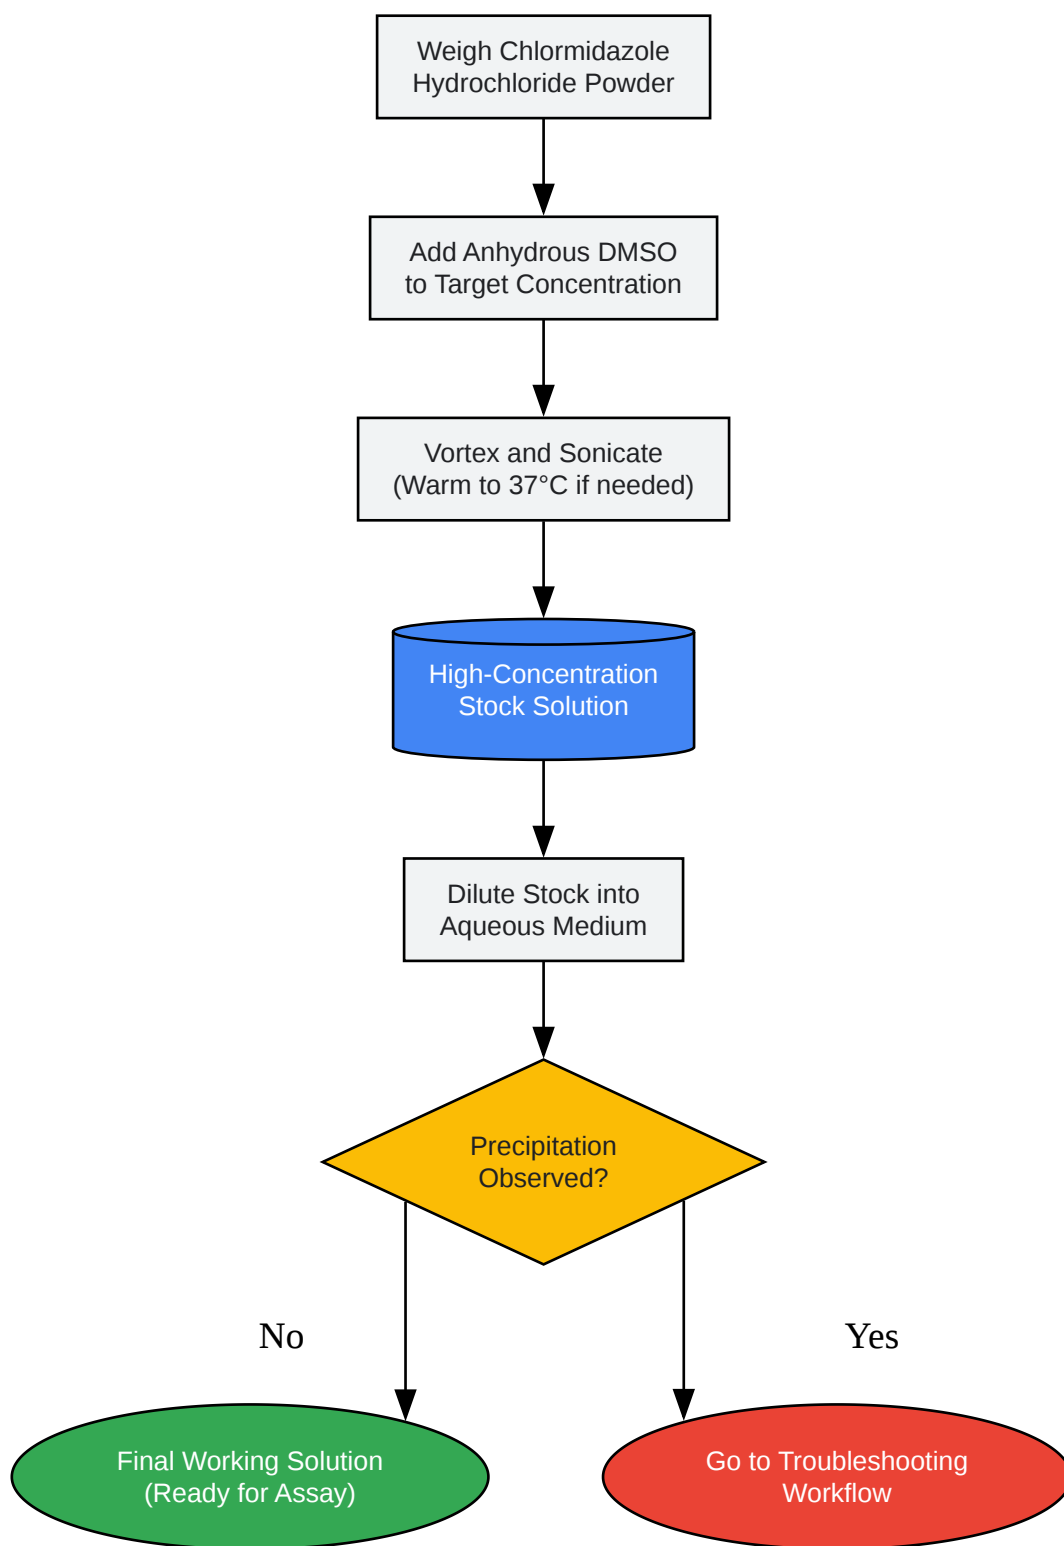 Weigh Chlormidazole
Hydrochloride Powder
Add Anhydrous DMSO
to Target Concentration
Vortex and Sonicate
(Warm to 37°C if needed)
High-Concentration
Stock Solution
Dilute Stock into
Aqueous Medium
Precipitation
Observed?
No
Yes
Final Working Solution
(Ready for Assay)
Go to Troubleshooting
Workflow